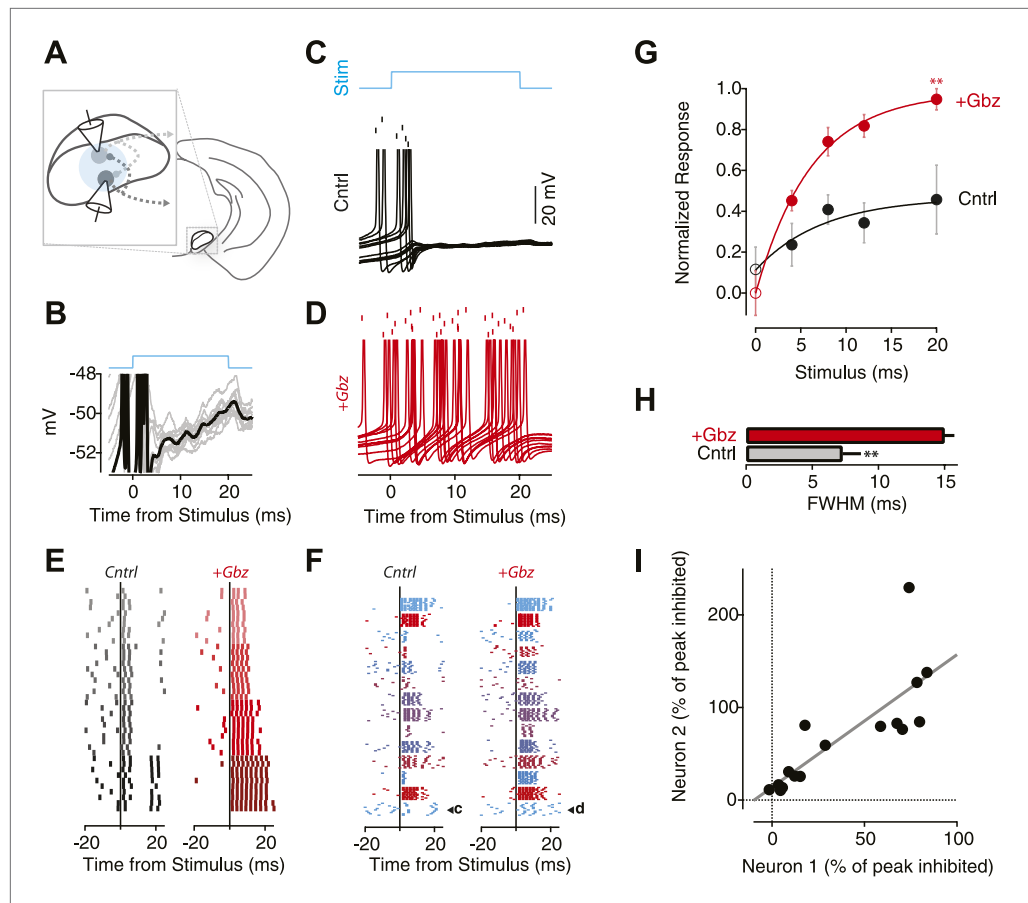 A
B
-48
-50
-52
mV
0
20
Time from Stimulus (ms)
C
Stim
Cntrl
20 mV
D
+Gbz
0
10
20
Time from Stimulus (ms)
E
Cntrl
+Gbz
-20
20
-20
20
Time from Stimulus (ms)
F
Cntrl
+Gbz
c
d
-20
20
-20
20
Time from Stimulus (ms)
G
Normalized Response
1.0
0.8
0.6
0.4
0.2
0.0
**
+Gbz
Cntrl
0
5
10
15
20
Stimulus (ms)
H
+Gbz
Cntrl
**
0
5
10
15
FWHM (ms)
I
Neuron 2 (% of peak inhibited)
200
100
0
0
50
100
Neuron 1 (% of peak inhibited)